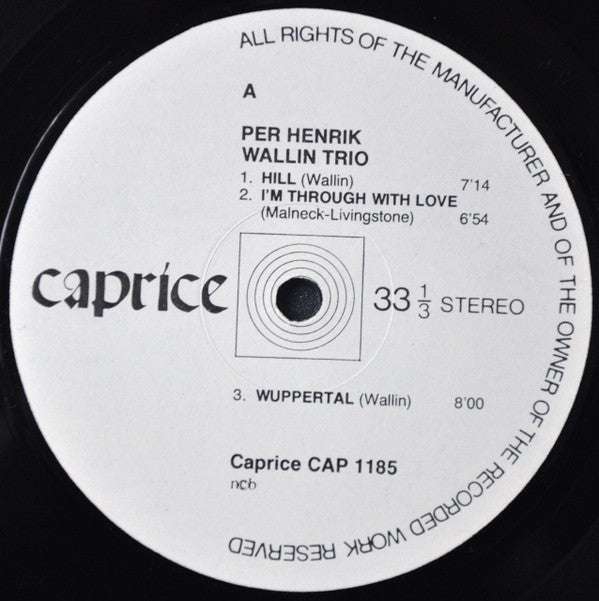 ALL RIGHTS OF THE MANUFACTURER AND OF THE OWNER OF THE RECORDED WORK RESERVED
A
PER HENRIK
WALLIN TRIO
1. HILL (Wallin) 7'14
2. I'M THROUGH WITH LOVE
(Malneck-Livingstone) 6'54
caprice
33 1/3 STEREO
3. WUPPERTAL (Wallin) 8'00
Caprice CAP 1185
ncb